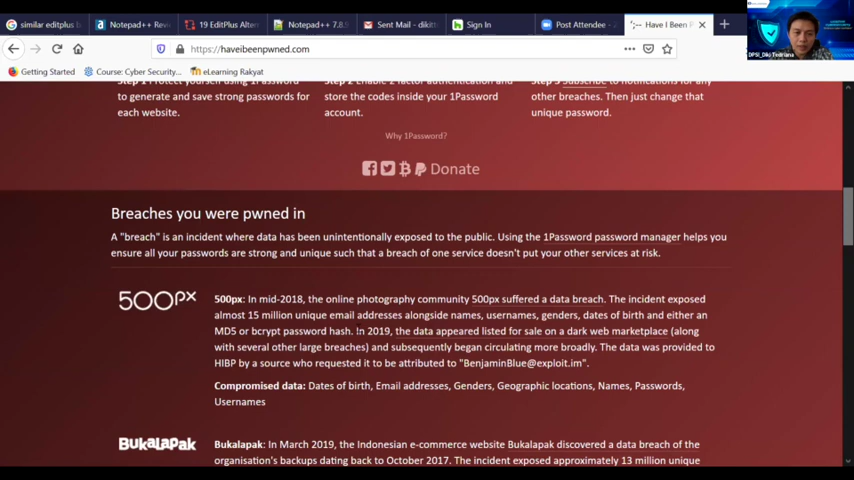 similar editplus b
Notepad++ Rev
19 EditPlus Alter
Notepad++ 7.8.
Sent Mail - dikitr
Sign In
Post Attendee -
Have I Been P
https://haveibeenpwned.com
Getting Started
Course: Cyber Security...
eLearning Rakyat
DPSI_Diki Tedriana
Step 1 Protect yourself using 1Password
to generate and save strong passwords for
each website.
Step 2 Enable 2 factor authentication and
store the codes inside your 1Password
account.
Step 3 Subscribe to notifications for any
other breaches. Then just change that
unique password.
Why 1Password?
Donate
Breaches you were pwned in
A "breach" is an incident where data has been unintentionally exposed to the public. Using the 1Password password manager helps you
ensure all your passwords are strong and unique such that a breach of one service doesn't put your other services at risk.
500px
500px: In mid-2018, the online photography community 500px suffered a data breach. The incident exposed
almost 15 million unique email addresses alongside names, usernames, genders, dates of birth and either an
MD5 or bcrypt password hash. In 2019, the data appeared listed for sale on a dark web marketplace (along
with several other large breaches) and subsequently began circulating more broadly. The data was provided to
HIBP by a source who requested it to be attributed to "BenjaminBlue@exploit.im".
Compromised data: Dates of birth, Email addresses, Genders, Geographic locations, Names, Passwords,
Usernames
Bukalapak
Bukalapak: In March 2019, the Indonesian e-commerce website Bukalapak discovered a data breach of the
organisation's backups dating back to October 2017. The incident exposed approximately 13 million unique